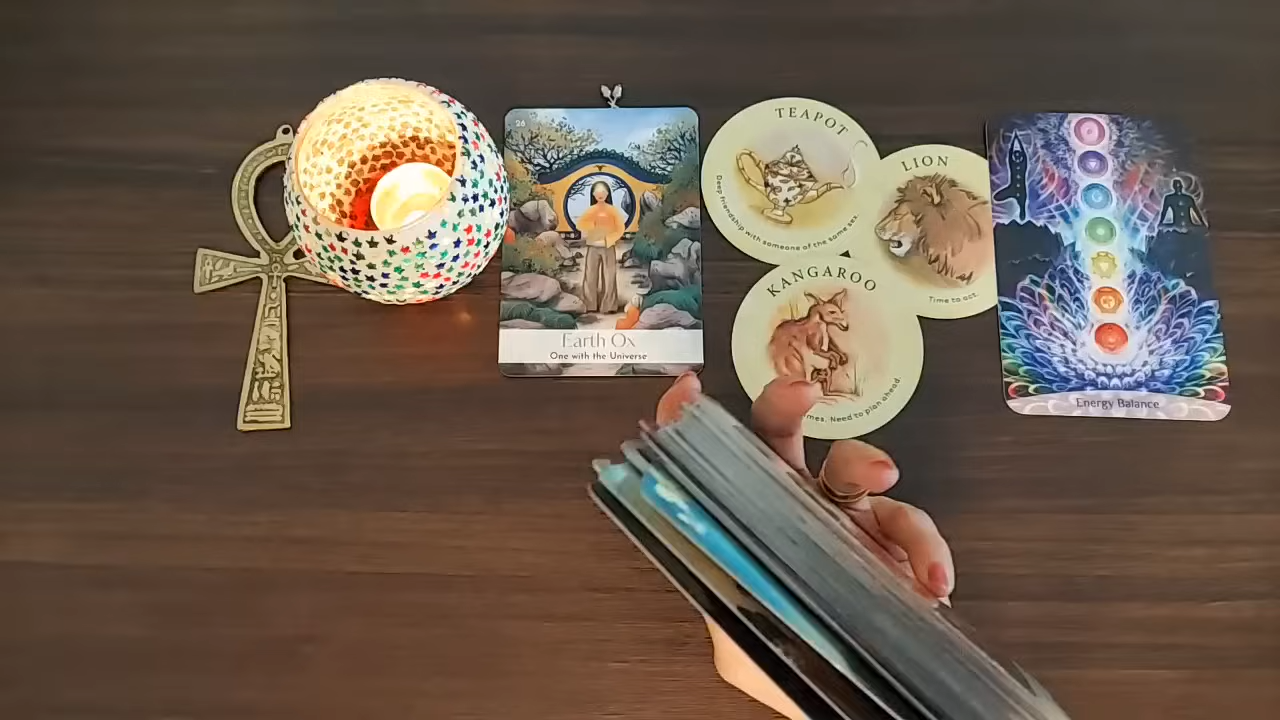 26
Earth Ox
One with the Universe
TEAPOT
Deep friendship with someone of the same sex.
LION
Time to act.
KANGAROO
Need to plan ahead.
Energy Balance